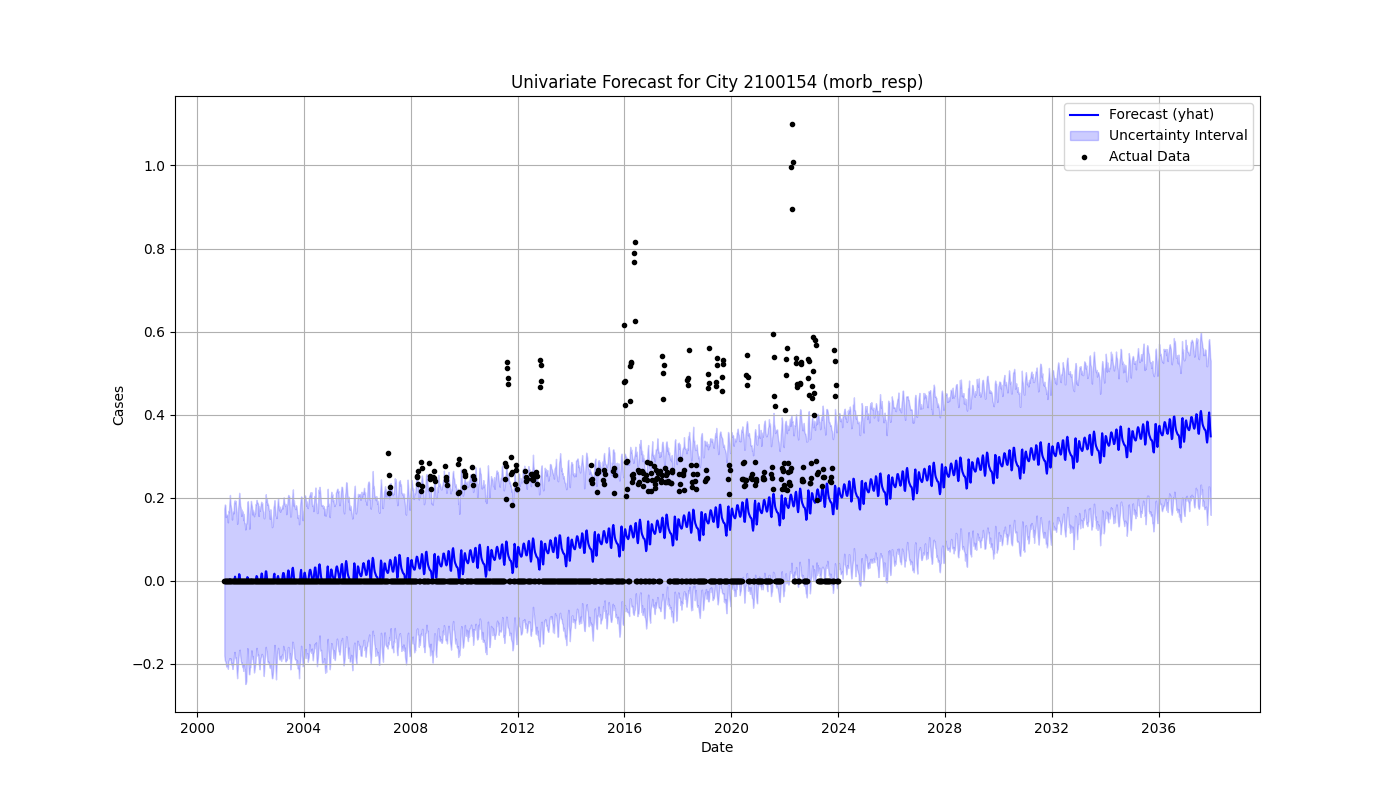 Univariate Forecast for City 2100154 (morb_resp)
Forecast (yhat)
Uncertainty Interval
Actual Data
Cases
1.0
0.8
0.6
0.4
0.2
0.0
−0.2
2000 2004 2008 2012 2016 2020 2024 2028 2032 2036
Date